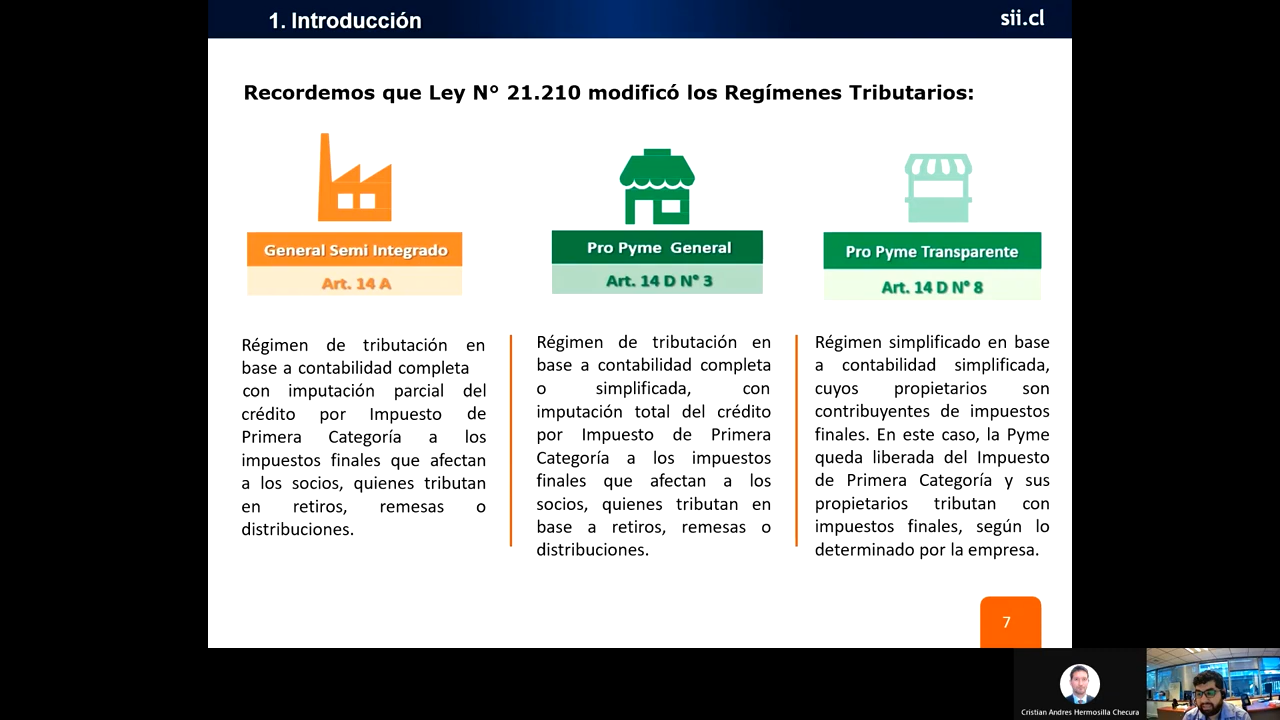 1. Introducción
sii.cl
Recordemos que Ley N° 21.210 modificó los Regímenes Tributarios:
General Semi Integrado
Art. 14 A
Régimen de tributación en
base a contabilidad completa
con imputación parcial del
crédito por Impuesto de
Primera Categoría a los
impuestos finales que afectan
a los socios, quienes tributan
en retiros, remesas o
distribuciones.
Pro Pyme General
Art. 14 D N° 3
Régimen de tributación en
base a contabilidad completa
o simplificada, con
imputación total del crédito
por Impuesto de Primera
Categoría a los impuestos
finales que afectan a los
socios, quienes tributan en
base a retiros, remesas o
distribuciones.
Pro Pyme Transparente
Art. 14 D N° 8
Régimen simplificado en base
a contabilidad simplificada,
cuyos propietarios son
contribuyentes de impuestos
finales. En este caso, la Pyme
queda liberada del Impuesto
de Primera Categoría y sus
propietarios tributan con
impuestos finales, según lo
determinado por la empresa.
7
Cristian Andres Hermosilla Checura